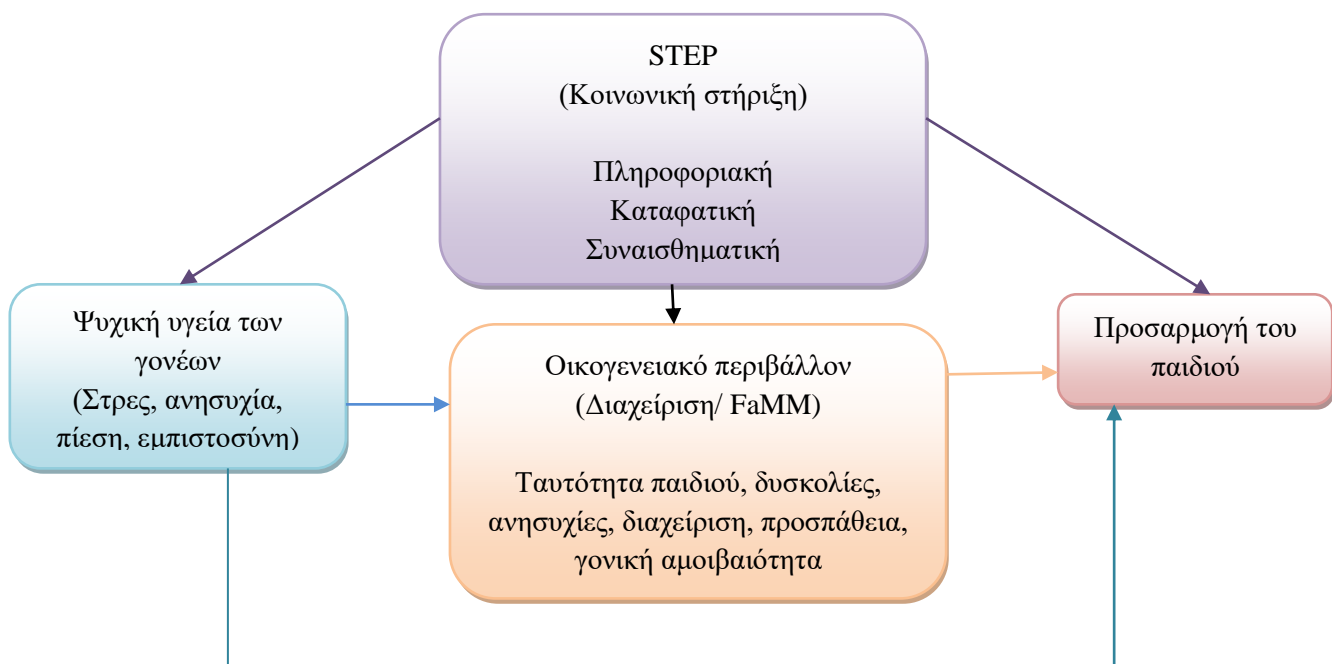 STEP
(Κοινωνική στήριξη)
Πληροφοριακή
Καταφατική
Συναισθηματική
Ψυχική υγεία των
γονέων
(Στρες, ανησυχία,
πίεση, εμπιστοσύνη)
Οικογενειακό περιβάλλον
(Διαχείριση/ FaMM)
Ταυτότητα παιδιού, δυσκολίες,
ανησυχίες, διαχείριση, προσπάθεια,
γονική αμοιβαιότητα
Προσαρμογή του
παιδιού